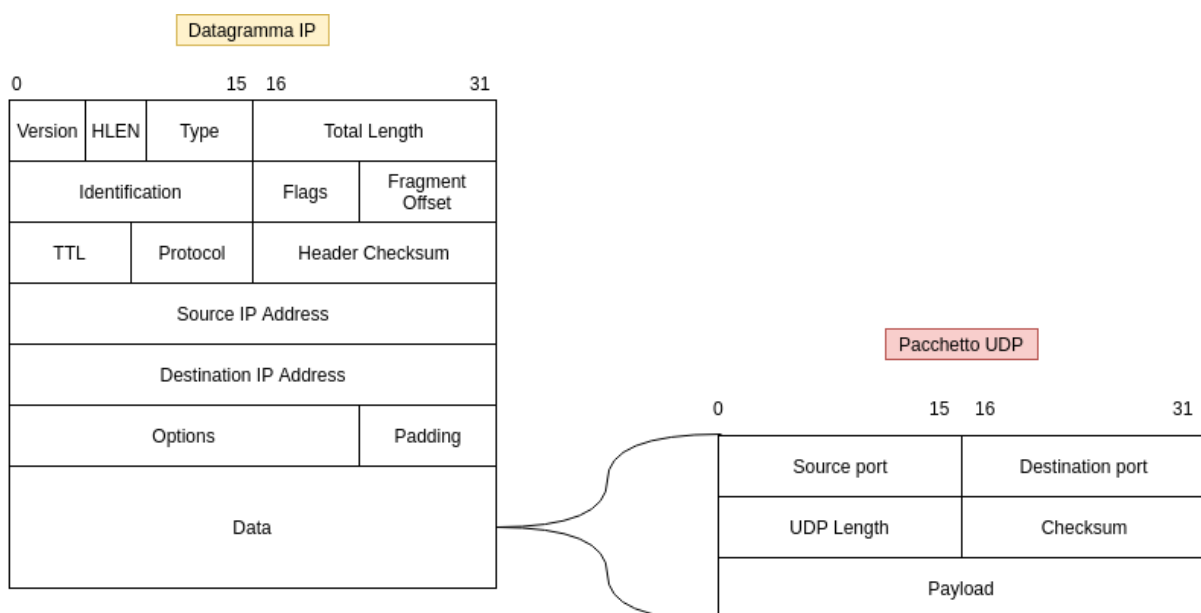 Datagramma IP
0 15 16 31
Version HLEN Type Total Length
Identification Flags Fragment
Offset
TTL Protocol Header Checksum
Source IP Address
Destination IP Address
Options Padding
Data
Pacchetto UDP
0 15 16 31
Source port Destination port
UDP Length Checksum
Payload